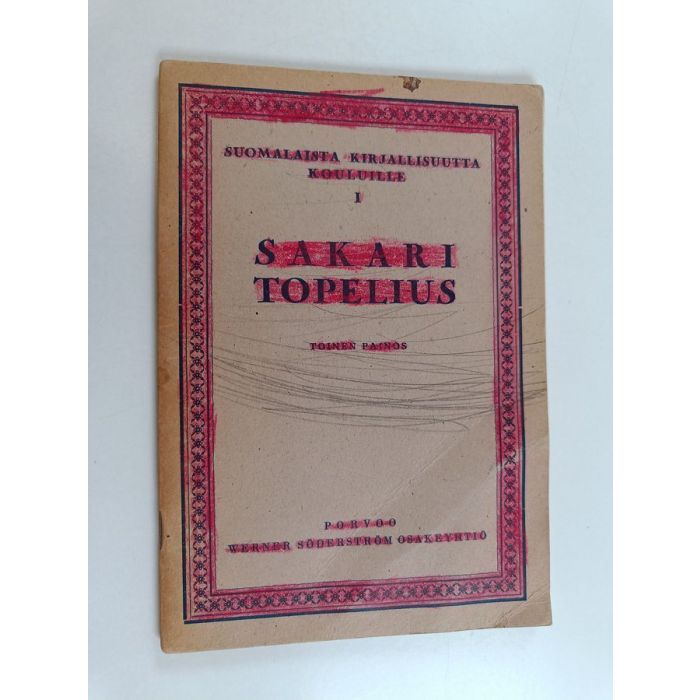 SUOMALAISTA KIRJALLISUUTTA
KOULUILLE
I
SAKARI
TOPELIUS
TOINEN PAINOS
PORVOO
WERNER SÖDERSTRÖM OSAKEYHTIÖ